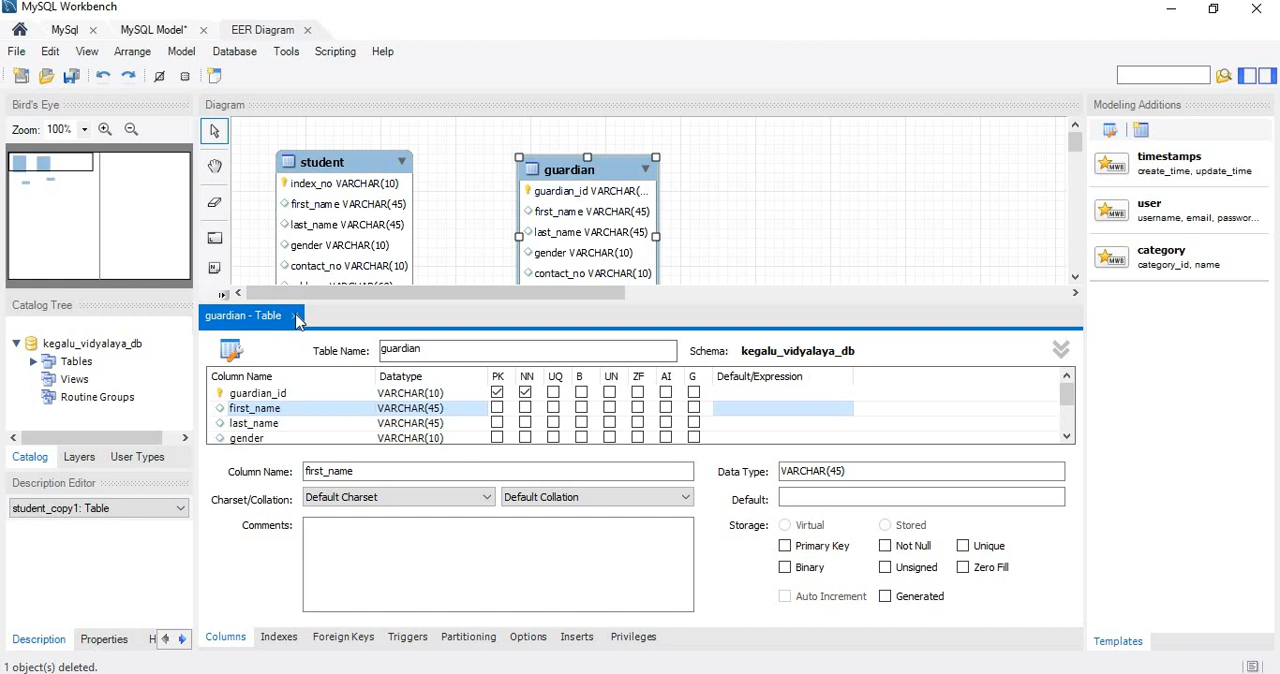 MySQL Workbench
MySql
MySQL Model*
EER Diagram
File Edit View Arrange Model Database Tools Scripting Help
Bird's Eye
Zoom: 100%
Diagram
Modeling Additions
student
index_no VARCHAR(10)
first_name VARCHAR(45)
last_name VARCHAR(45)
gender VARCHAR(10)
contact_no VARCHAR(10)
guardian
guardian_id VARCHAR(...
first_name VARCHAR(45)
last_name VARCHAR(45)
gender VARCHAR(10)
contact_no VARCHAR(10)
timestamps
create_time, update_time
user
username, email, passwor...
category
category_id, name
Catalog Tree
kegalu_vidyalaya_db
Tables
Views
Routine Groups
Catalog Layers User Types
Description Editor
student_copy1: Table
Description Properties H
guardian - Table
Table Name: guardian Schema: kegalu_vidyalaya_db
Column Name Datatype PK NN UQ B UN ZF AI G Default/Expression
guardian_id VARCHAR(10)
first_name VARCHAR(45)
last_name VARCHAR(45)
gender VARCHAR(10)
Column Name: first_name Data Type: VARCHAR(45)
Charset/Collation: Default Charset Default Collation Default:
Comments: Storage: Virtual Stored
Primary Key Not Null Unique
Binary Unsigned Zero Fill
Auto Increment Generated
Columns Indexes Foreign Keys Triggers Partitioning Options Inserts Privileges
Templates
1 object(s) deleted.